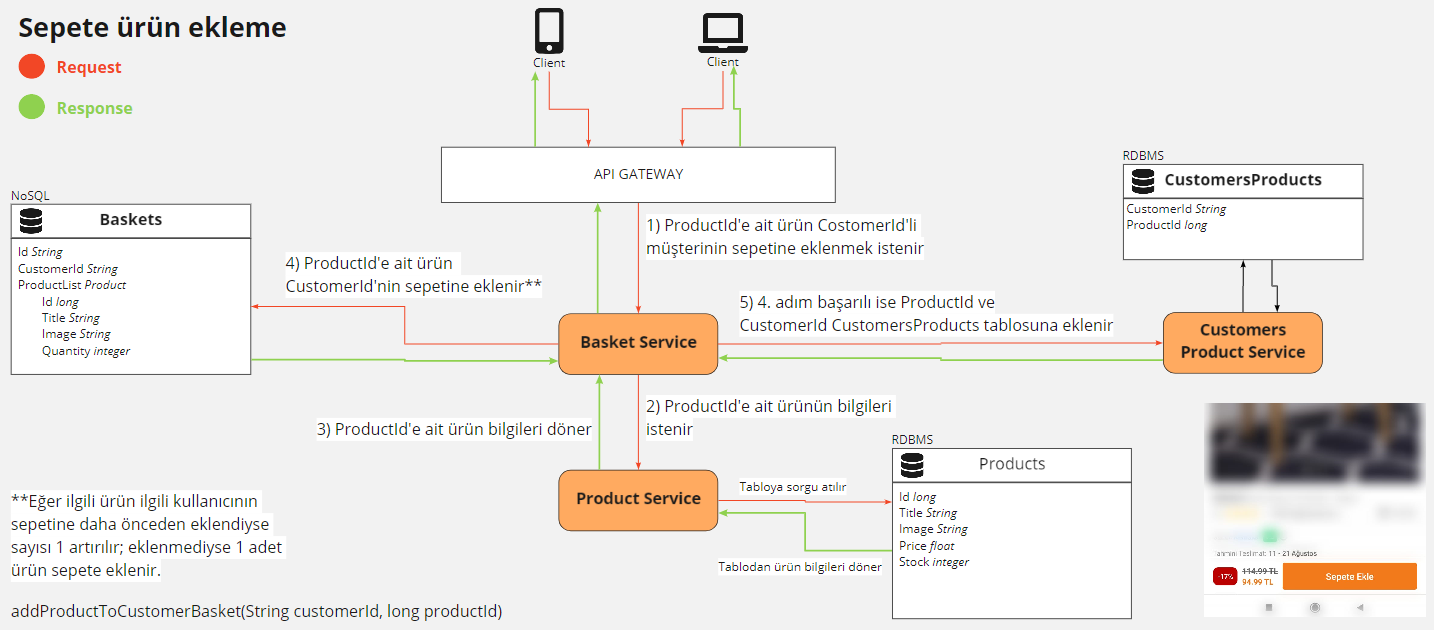 Sepete ürün ekleme
Request
Response
Client
Client
API GATEWAY
NoSQL
Baskets
Id String
CustomerId String
ProductList Product
Id long
Title String
Image String
Quantity integer
RDBMS
CustomersProducts
CustomerId String
ProductId long
1) ProductId'e ait ürün CostomerId'li
müşterinin sepetine eklenmek istenir
4) ProductId'e ait ürün
CustomerId'nin sepetine eklenir**
5) 4. adım başarılı ise ProductId ve
CustomerId CustomersProducts tablosuna eklenir
Basket Service
Customers
Product Service
2) ProductId'e ait ürünün bilgileri
istenir
3) ProductId'e ait ürün bilgileri döner
Product Service
Tabloya sorgu atılır
Tablodan ürün bilgileri döner
RDBMS
Products
Id long
Title String
Image String
Price float
Stock integer
**Eğer ilgili ürün ilgili kullanıcının
sepetine daha önceden eklendiyse
sayısı 1 artırılır; eklenmediyse 1 adet
ürün sepete eklenir.
addProductToCustomerBasket(String customerId, long productId)
Tahmini Teslimat: 11 - 21 Ağustos
-17%
114.99 TL
94.99 TL
Sepete Ekle